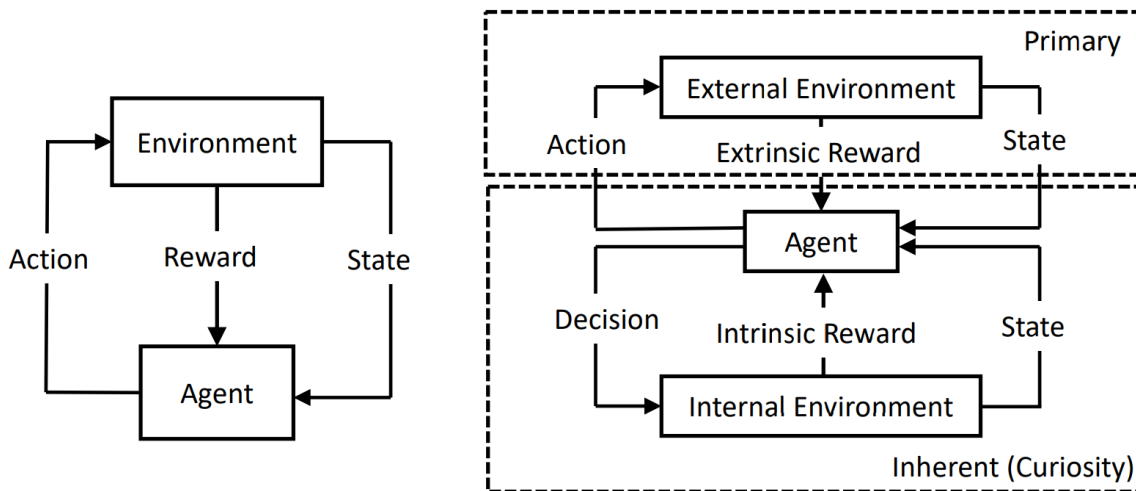 Environment
Action
Reward
State
Agent
Primary
External Environment
Action
Extrinsic Reward
State
Agent
Decision
Intrinsic Reward
State
Internal Environment
Inherent (Curiosity)